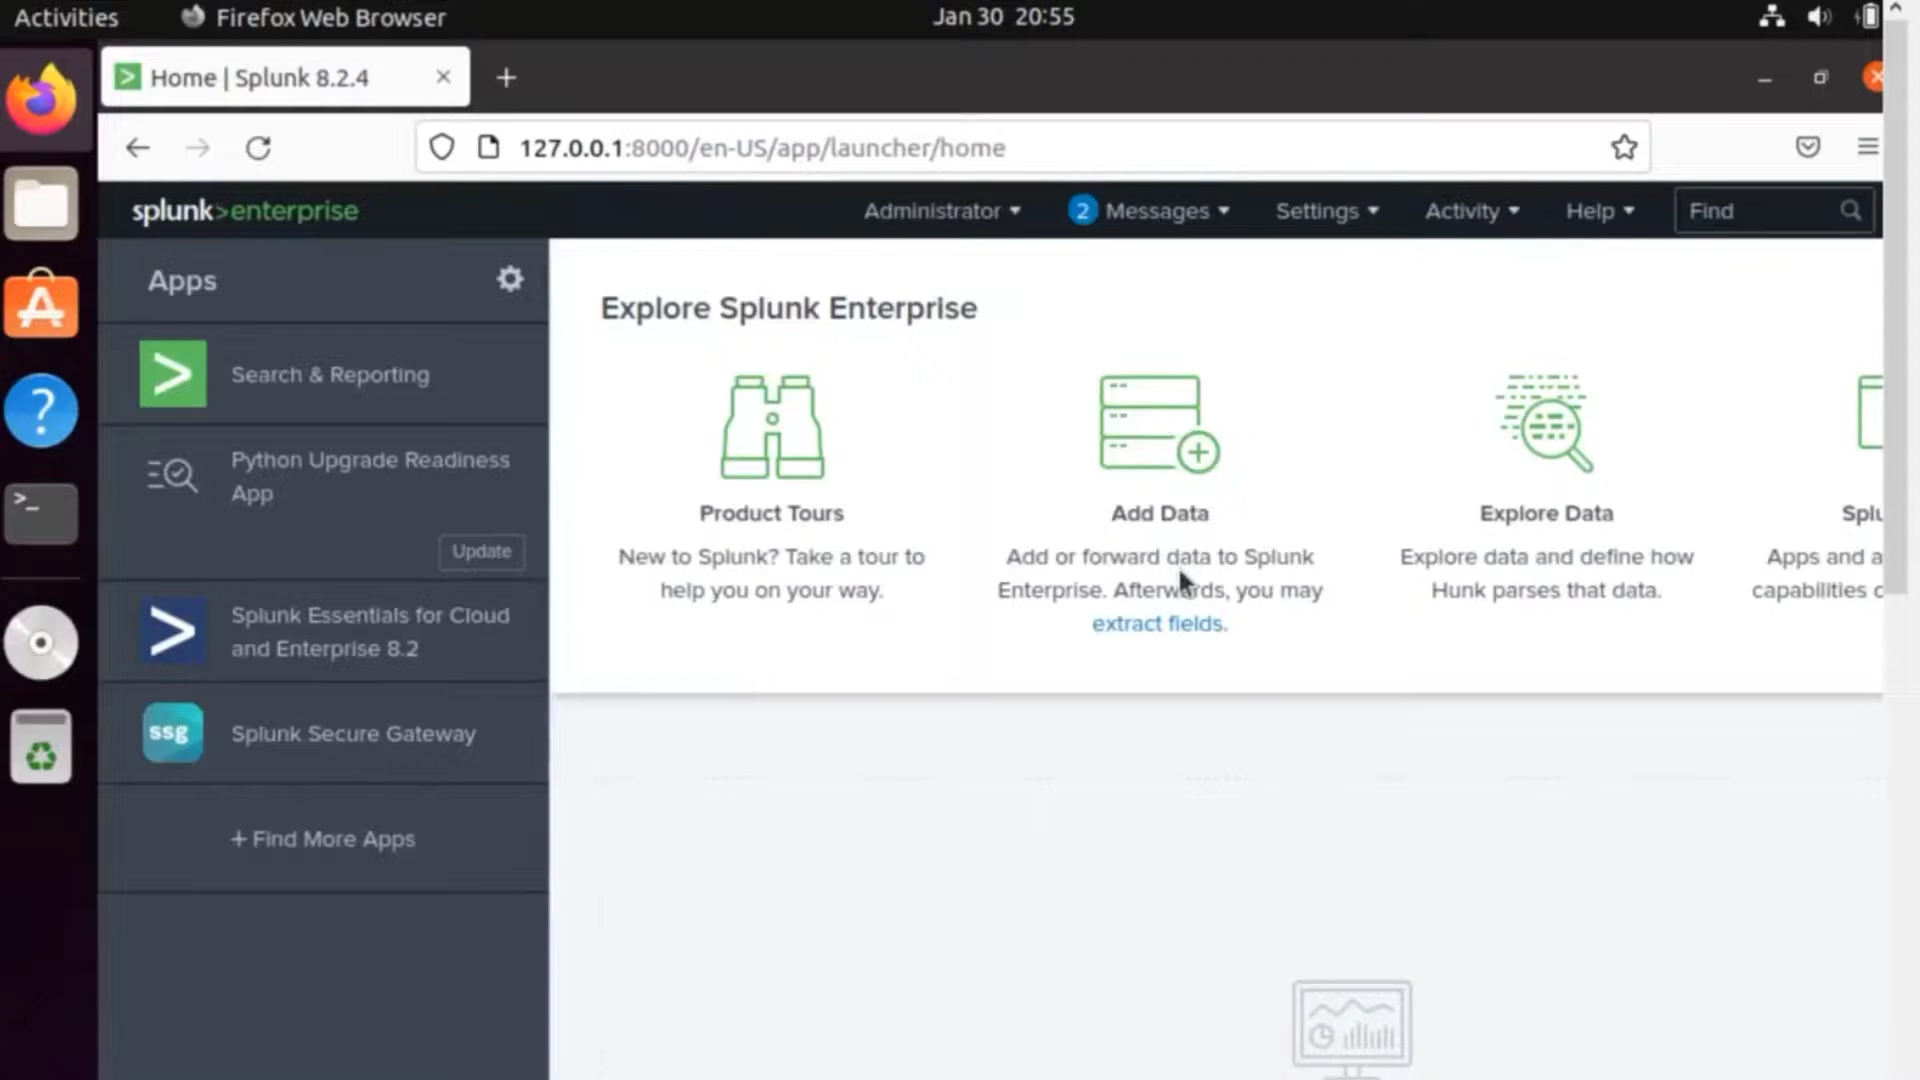 Activities
Firefox Web Browser
Jan 30 20:55
Home | Splunk 8.2.4
127.0.0.1:8000/en-US/app/launcher/home
splunk>enterprise
Administrator
2 Messages
Settings
Activity
Help
Find
Apps
Search & Reporting
Python Upgrade Readiness
App
Update
Splunk Essentials for Cloud
and Enterprise 8.2
ssg
Splunk Secure Gateway
+ Find More Apps
Explore Splunk Enterprise
Product Tours
New to Splunk? Take a tour to
help you on your way.
Add Data
Add or forward data to Splunk
Enterprise. Afterwards, you may
extract fields.
Explore Data
Explore data and define how
Hunk parses that data.
Splu
Apps and a
capabilities